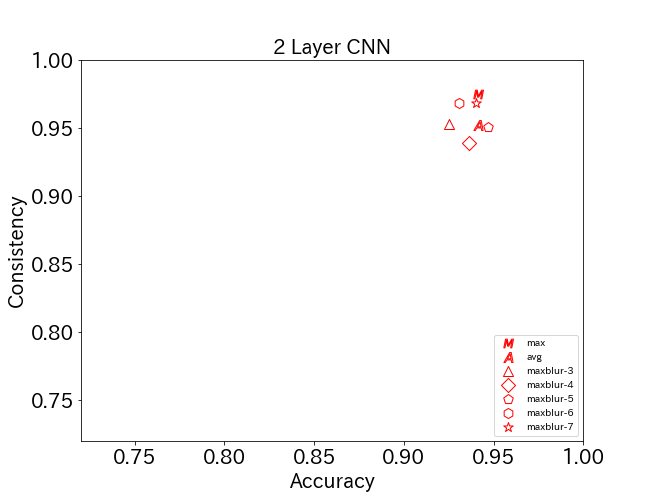 2 Layer CNN
Consistency
1.00
0.95
0.90
0.85
0.80
0.75
M
A
M max
A avg
maxblur-3
maxblur-4
maxblur-5
maxblur-6
maxblur-7
0.75 0.80 0.85 0.90 0.95 1.00
Accuracy